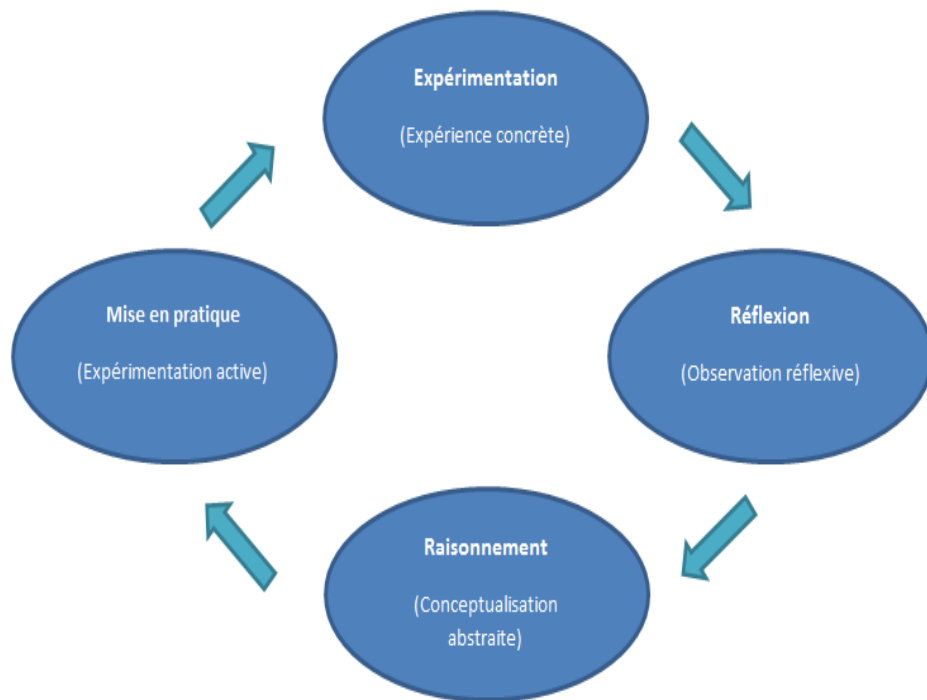 Expérimentation
(Expérience concrète)
Mise en pratique
(Expérimentation active)
Réflexion
(Observation réflexive)
Raisonnement
(Conceptualisation
abstraite)